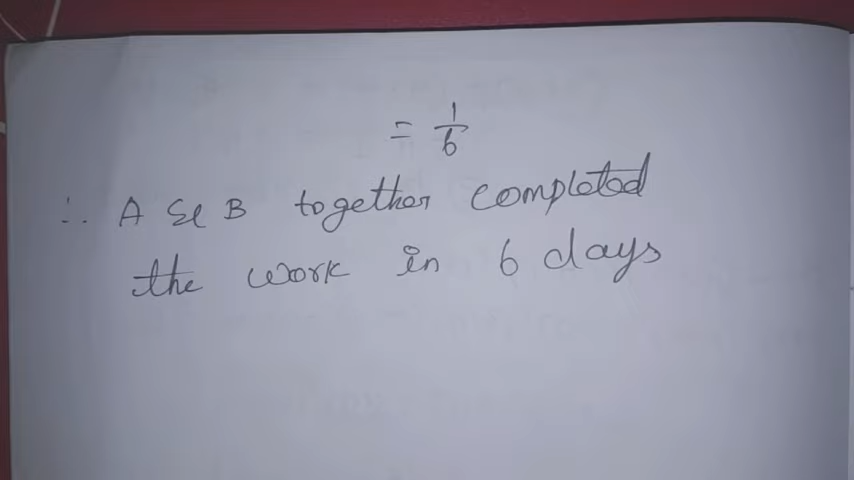 = 1/6
∴ A & B together completed
the work in 6 days